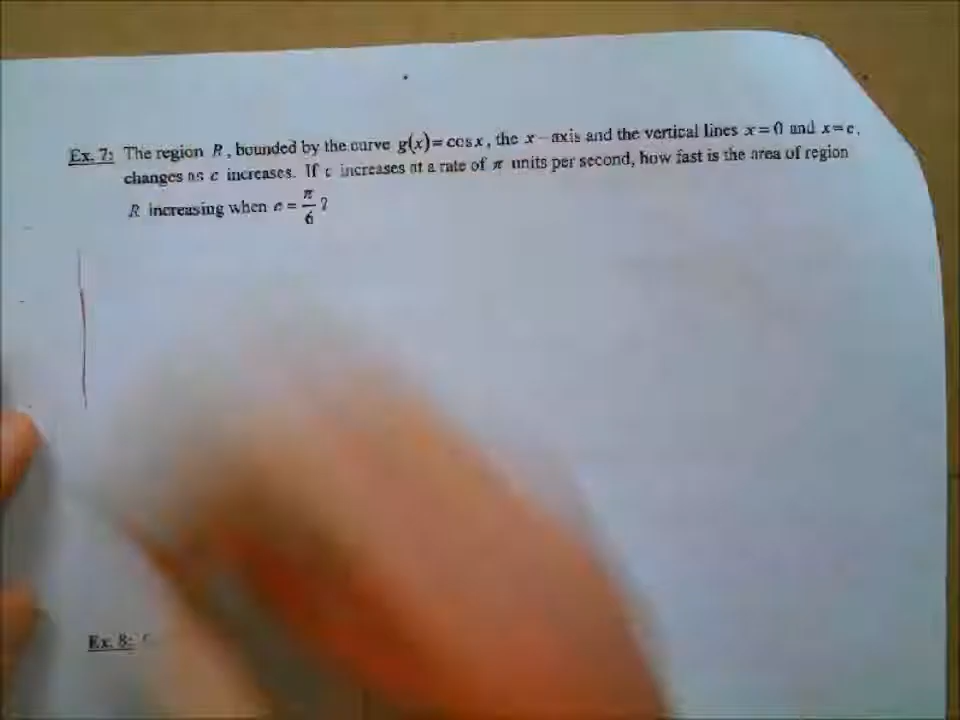 Ex. 7: The region R, bounded by the curve g(x)=cos x, the x-axis and the vertical lines x=0 and x=c,
changes as c increases. If c increases at a rate of π units per second, how fast is the area of region
R increasing when c = π/6 ?
Ex. 8: